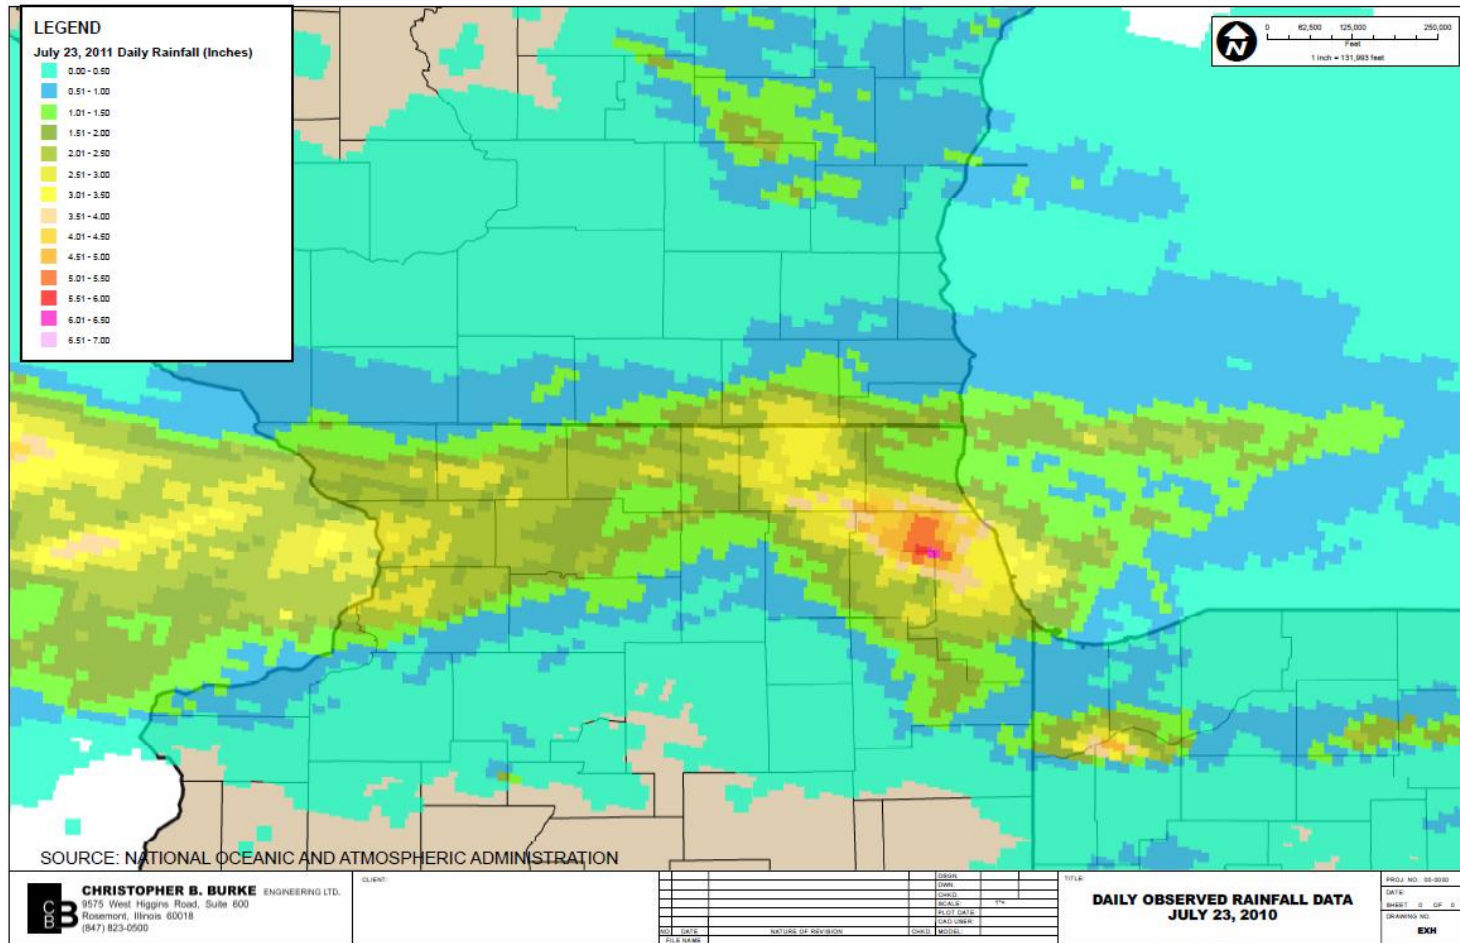 LEGEND
July 23, 2011 Daily Rainfall (Inches)
0.00 - 0.50
0.51 - 1.00
1.01 - 1.50
1.51 - 2.00
2.01 - 2.50
2.51 - 3.00
3.01 - 3.50
3.51 - 4.00
4.01 - 4.50
4.51 - 5.00
5.01 - 5.50
5.51 - 6.00
6.01 - 6.50
6.51 - 7.00
N
0 62,500 125,000 250,000
Feet
1 inch = 131,993 feet
SOURCE: NATIONAL OCEANIC AND ATMOSPHERIC ADMINISTRATION
CBB
CHRISTOPHER B. BURKE ENGINEERING LTD.
9575 West Higgins Road, Suite 600
Rosemont, Illinois 60018
(847) 823-0500
CLIENT:
NO. DATE NATURE OF REVISION CHKD. MODEL:
FILE NAME
DSGN.
DWN.
CHKD.
SCALE: 1"=
PLOT DATE:
CAD USER:
TITLE:
DAILY OBSERVED RAINFALL DATA
JULY 23, 2010
PROJ. NO. 00-0000
DATE:
SHEET 0 OF 0
DRAWING NO.
EXH